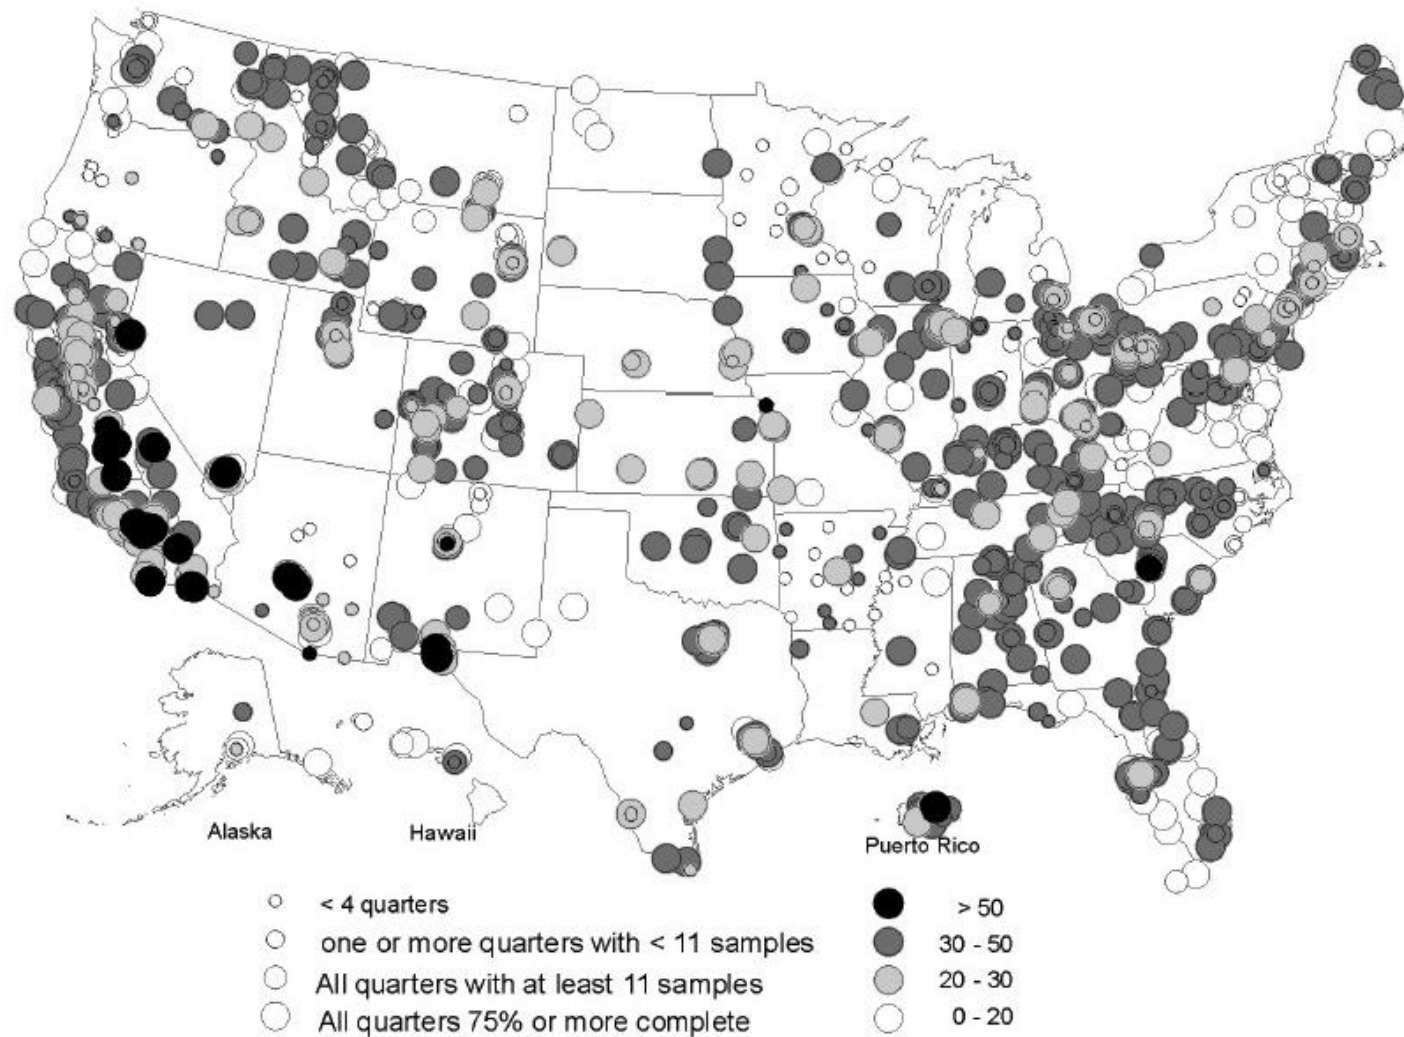 Alaska
Hawaii
Puerto Rico
< 4 quarters
one or more quarters with < 11 samples
All quarters with at least 11 samples
All quarters 75% or more complete
> 50
30 - 50
20 - 30
0 - 20